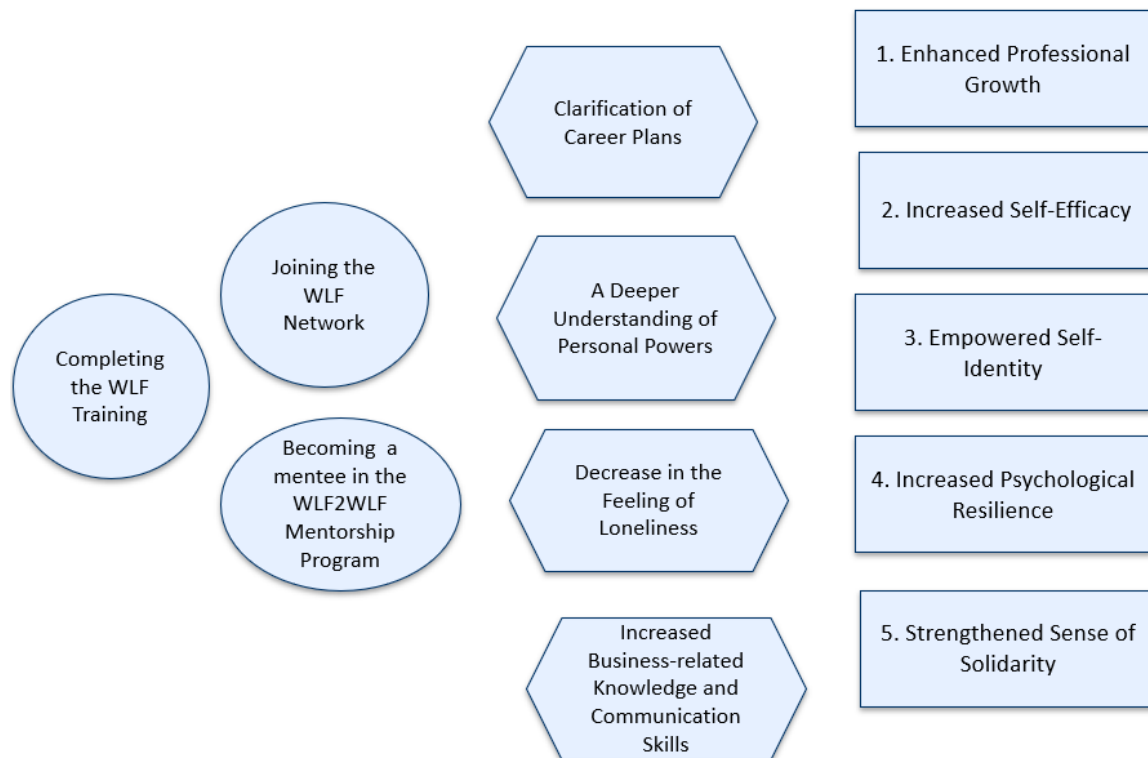 Completing
the WLF
Training
Joining the
WLF
Network
Becoming a
mentee in the
WLF2WLF
Mentorship
Program
Clarification of
Career Plans
A Deeper
Understanding of
Personal Powers
Decrease in the
Feeling of
Loneliness
Increased
Business-related
Knowledge and
Communication
Skills
1. Enhanced Professional
Growth
2. Increased Self-Efficacy
3. Empowered Self-
Identity
4. Increased Psychological
Resilience
5. Strengthened Sense of
Solidarity